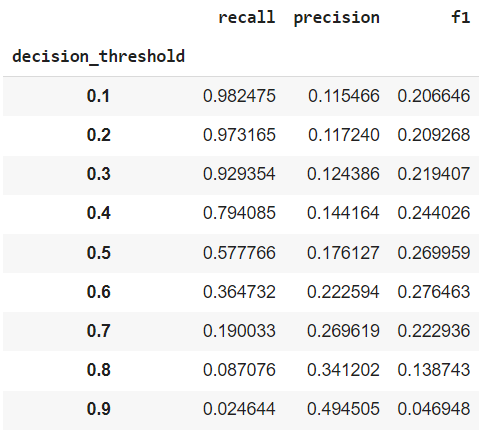 recall precision f1
decision_threshold
0.1 0.982475 0.115466 0.206646
0.2 0.973165 0.117240 0.209268
0.3 0.929354 0.124386 0.219407
0.4 0.794085 0.144164 0.244026
0.5 0.577766 0.176127 0.269959
0.6 0.364732 0.222594 0.276463
0.7 0.190033 0.269619 0.222936
0.8 0.087076 0.341202 0.138743
0.9 0.024644 0.494505 0.046948